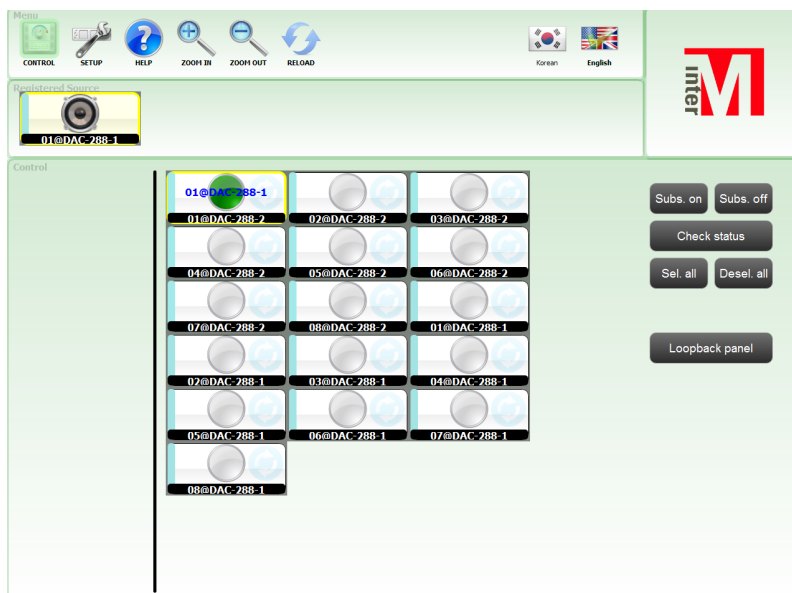 Menu
CONTROL
SETUP
HELP
ZOOM IN
ZOOM OUT
RELOAD
Korean
English
inter M
Registered Source
01@DAC-288-1
Control
01@DAC-288-1
01@DAC-288-2
02@DAC-288-2
03@DAC-288-2
04@DAC-288-2
05@DAC-288-2
06@DAC-288-2
07@DAC-288-2
08@DAC-288-2
01@DAC-288-1
02@DAC-288-1
03@DAC-288-1
04@DAC-288-1
05@DAC-288-1
06@DAC-288-1
07@DAC-288-1
08@DAC-288-1
Subs. on
Subs. off
Check status
Sel. all
Desel. all
Loopback panel